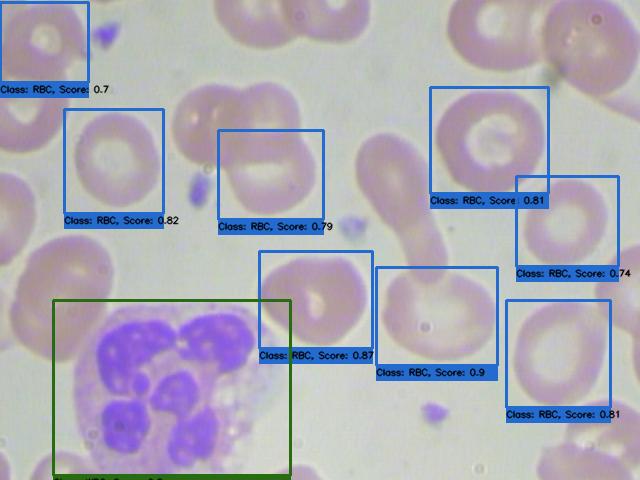 Class: RBC, Score: 0.7
Class: RBC, Score: 0.82
Class: RBC, Score: 0.79
Class: RBC, Score: 0.81
Class: RBC, Score: 0.74
Class: RBC, Score: 0.87
Class: RBC, Score: 0.9
Class: RBC, Score: 0.81